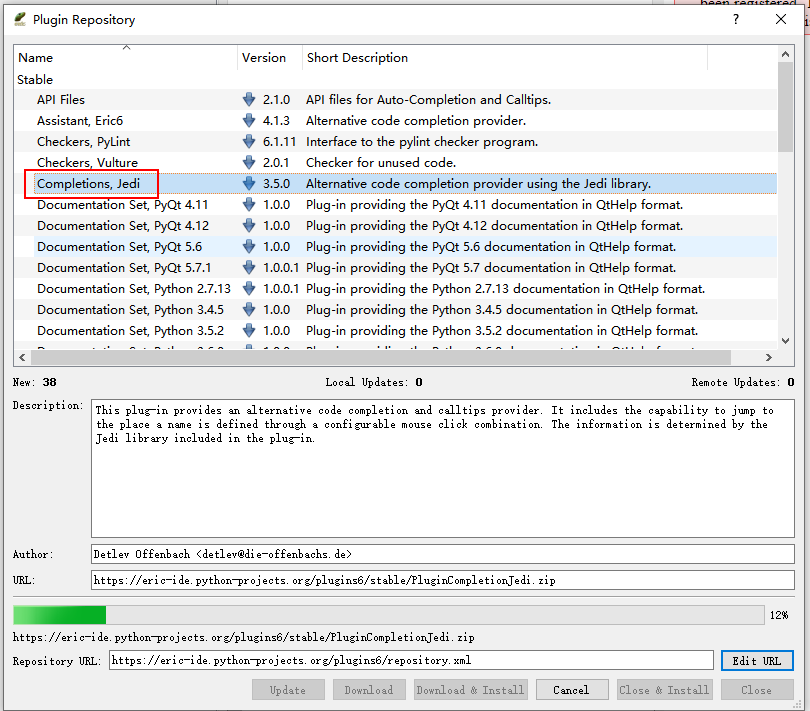 been registered.
Plugin Repository
?
Name Version Short Description
Stable
API Files 2.1.0 API files for Auto-Completion and Calltips.
Assistant, Eric6 4.1.3 Alternative code completion provider.
Checkers, PyLint 6.1.11 Interface to the pylint checker program.
Checkers, Vulture 2.0.1 Checker for unused code.
Completions, Jedi 3.5.0 Alternative code completion provider using the Jedi library.
Documentation Set, PyQt 4.11 1.0.0 Plug-in providing the PyQt 4.11 documentation in QtHelp format.
Documentation Set, PyQt 4.12 1.0.0 Plug-in providing the PyQt 4.12 documentation in QtHelp format.
Documentation Set, PyQt 5.6 1.0.0 Plug-in providing the PyQt 5.6 documentation in QtHelp format.
Documentation Set, PyQt 5.7.1 1.0.0.1 Plug-in providing the PyQt 5.7 documentation in QtHelp format.
Documentation Set, Python 2.7.13 1.0.0.1 Plug-in providing the Python 2.7.13 documentation in QtHelp format.
Documentation Set, Python 3.4.5 1.0.0 Plug-in providing the Python 3.4.5 documentation in QtHelp format.
Documentation Set, Python 3.5.2 1.0.0 Plug-in providing the Python 3.5.2 documentation in QtHelp format.
New: 38 Local Updates: 0 Remote Updates: 0
Description: This plug-in provides an alternative code completion and calltips provider. It includes the capability to jump to
the place a name is defined through a configurable mouse click combination. The information is determined by the
Jedi library included in the plug-in.
Author: Detlev Offenbach <detlev@die-offenbachs.de>
URL: https://eric-ide.python-projects.org/plugins6/stable/PluginCompletionJedi.zip
12%
https://eric-ide.python-projects.org/plugins6/stable/PluginCompletionJedi.zip
Repository URL: https://eric-ide.python-projects.org/plugins6/repository.xml Edit URL
Update Download Download & Install Cancel Close & Install Close